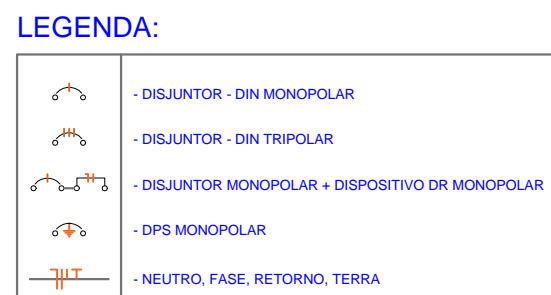 LEGENDA:
- DISJUNTOR - DIN MONOPOLAR
- DISJUNTOR - DIN TRIPOLAR
- DISJUNTOR MONOPOLAR + DISPOSITIVO DR MONOPOLAR
- DPS MONOPOLAR
- NEUTRO, FASE, RETORNO, TERRA